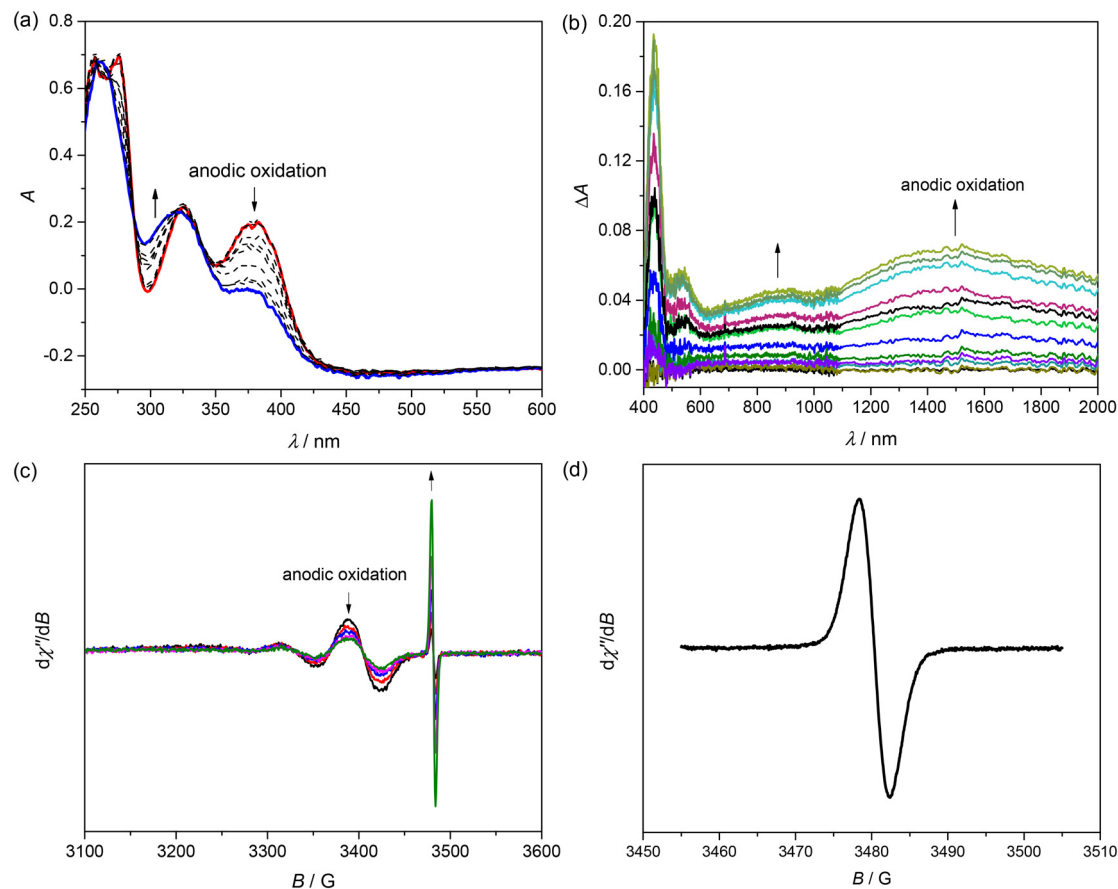 (a)
0.8
0.6
0.4
0.2
0.0
-0.2
A
anodic oxidation
250 300 350 400 450 500 550 600
λ / nm
(b)
0.20
0.16
0.12
0.08
0.04
0.00
ΔA
anodic oxidation
400 600 800 1000 1200 1400 1600 1800 2000
λ / nm
(c)
dχ''/dB
anodic oxidation
3100 3200 3300 3400 3500 3600
B / G
(d)
dχ''/dB
3450 3460 3470 3480 3490 3500 3510
B / G